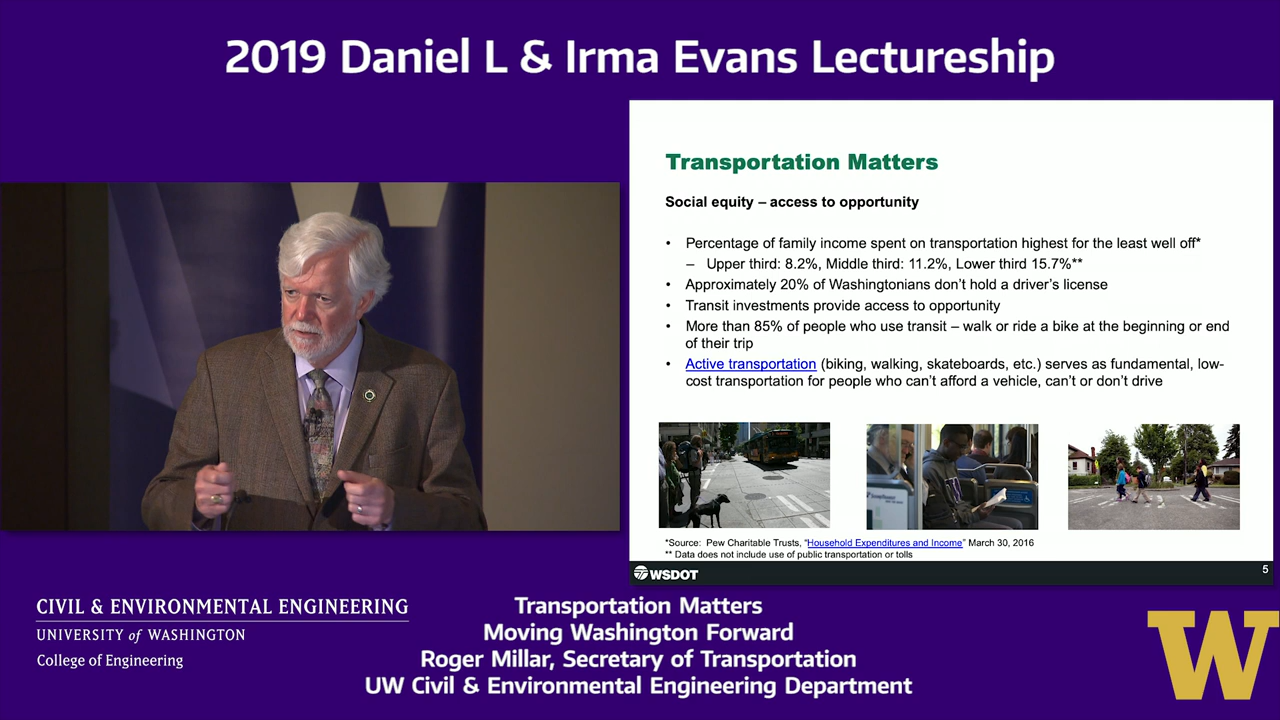 2019 Daniel L & Irma Evans Lectureship
Transportation Matters
Social equity – access to opportunity
• Percentage of family income spent on transportation highest for the least well off*
– Upper third: 8.2%, Middle third: 11.2%, Lower third 15.7%**
• Approximately 20% of Washingtonians don’t hold a driver’s license
• Transit investments provide access to opportunity
• More than 85% of people who use transit – walk or ride a bike at the beginning or end
of their trip
• Active transportation (biking, walking, skateboards, etc.) serves as fundamental, low-
cost transportation for people who can’t afford a vehicle, can’t or don’t drive
*Source: Pew Charitable Trusts, “Household Expenditures and Income” March 30, 2016
** Data does not include use of public transportation or tolls
WSDOT
5
CIVIL & ENVIRONMENTAL ENGINEERING
UNIVERSITY of WASHINGTON
College of Engineering
Transportation Matters
Moving Washington Forward
Roger Millar, Secretary of Transportation
UW Civil & Environmental Engineering Department
W